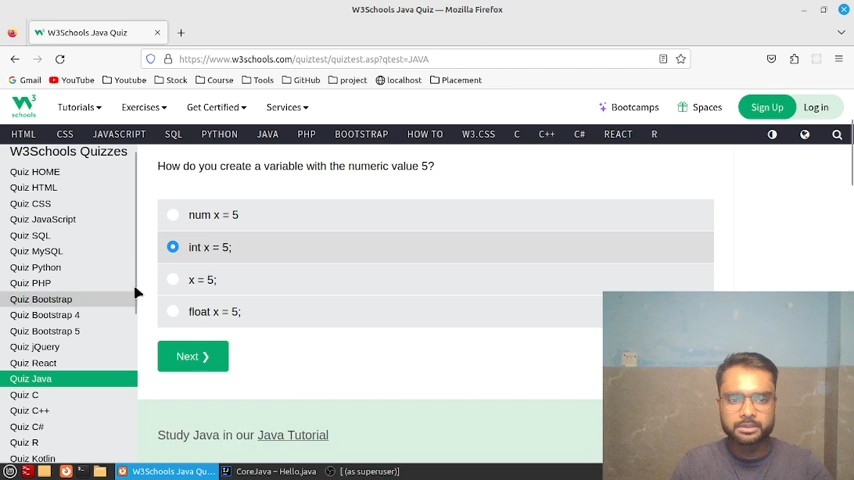 W3Schools Java Quiz — Mozilla Firefox
W3Schools Java Quiz
https://www.w3schools.com/quiztest/quiztest.asp?qtest=JAVA
Gmail YouTube Youtube Stock Course Tools GitHub project localhost Placement
W3 schools Tutorials Exercises Get Certified Services Bootcamps Spaces Sign Up Log in
HTML CSS JAVASCRIPT SQL PYTHON JAVA PHP BOOTSTRAP HOW TO W3.CSS C C++ C# REACT R
W3Schools Quizzes
Quiz HOME
Quiz HTML
Quiz CSS
Quiz JavaScript
Quiz SQL
Quiz MySQL
Quiz Python
Quiz PHP
Quiz Bootstrap
Quiz Bootstrap 4
Quiz Bootstrap 5
Quiz jQuery
Quiz React
Quiz Java
Quiz C
Quiz C++
Quiz C#
Quiz R
Quiz Kotlin
How do you create a variable with the numeric value 5?
num x = 5
int x = 5;
x = 5;
float x = 5;
Next ❯
Study Java in our Java Tutorial
W3Schools Java Qu... CoreJava – Hello.java [ (as superuser)]